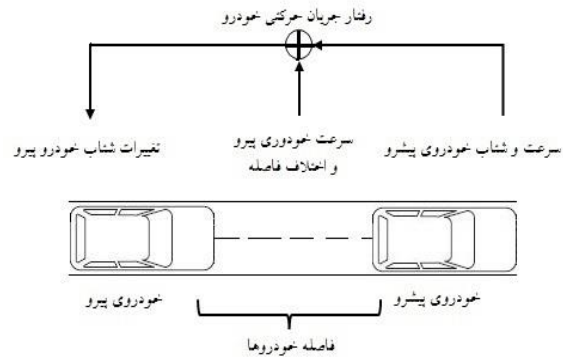 رفتار جریان حرکتی خودرو
سرعت و شتاب خودروی پیشرو
سرعت خودوری پیرو
و اختلاف فاصله
تغییرات شتاب خودرو پیرو
خودروی پیشرو
خودروی پیرو
فاصله خودروها